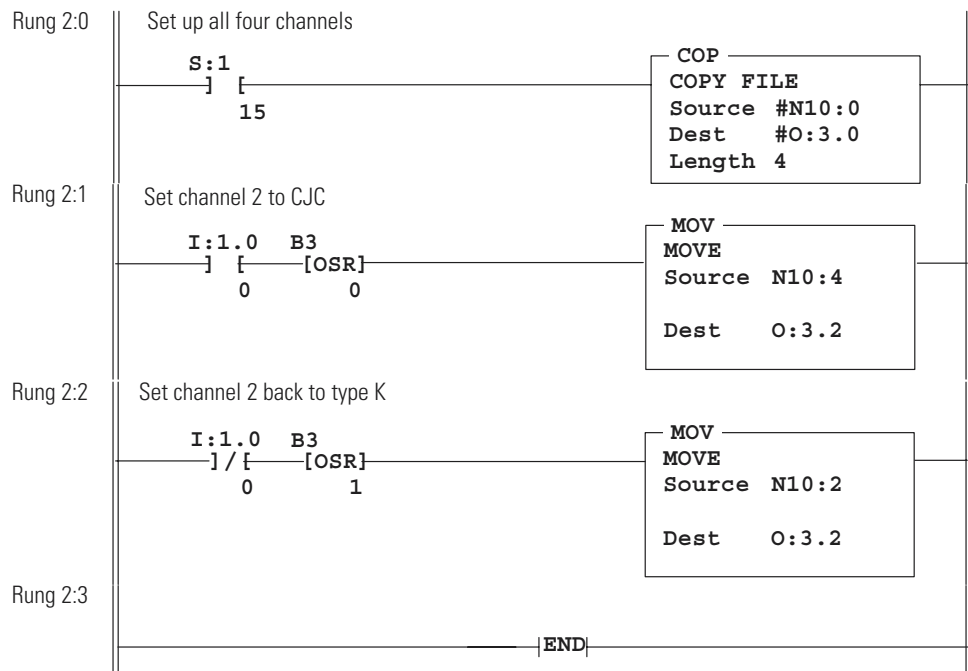 Rung 2:0 Set up all four channels
S:1
] [
15
COP
COPY FILE
Source #N10:0
Dest #O:3.0
Length 4
Rung 2:1 Set channel 2 to CJC
I:1.0 B3
] [ [OSR]
0 0
MOV
MOVE
Source N10:4
Dest O:3.2
Rung 2:2 Set channel 2 back to type K
I:1.0 B3
]/[ [OSR]
0 1
MOV
MOVE
Source N10:2
Dest O:3.2
Rung 2:3
END